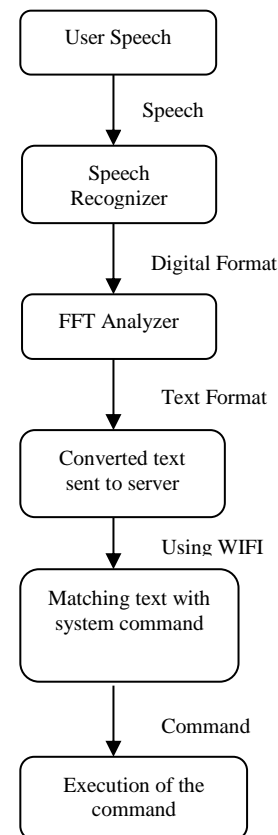 User Speech
Speech
Speech
Recognizer
Digital Format
FFT Analyzer
Text Format
Converted text
sent to server
Using WIFI
Matching text with
system command
Command
Execution of the
command